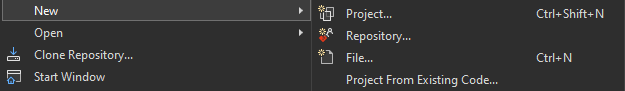 New
Open
Clone Repository...
Start Window
Project... Ctrl+Shift+N
Repository...
File... Ctrl+N
Project From Existing Code...